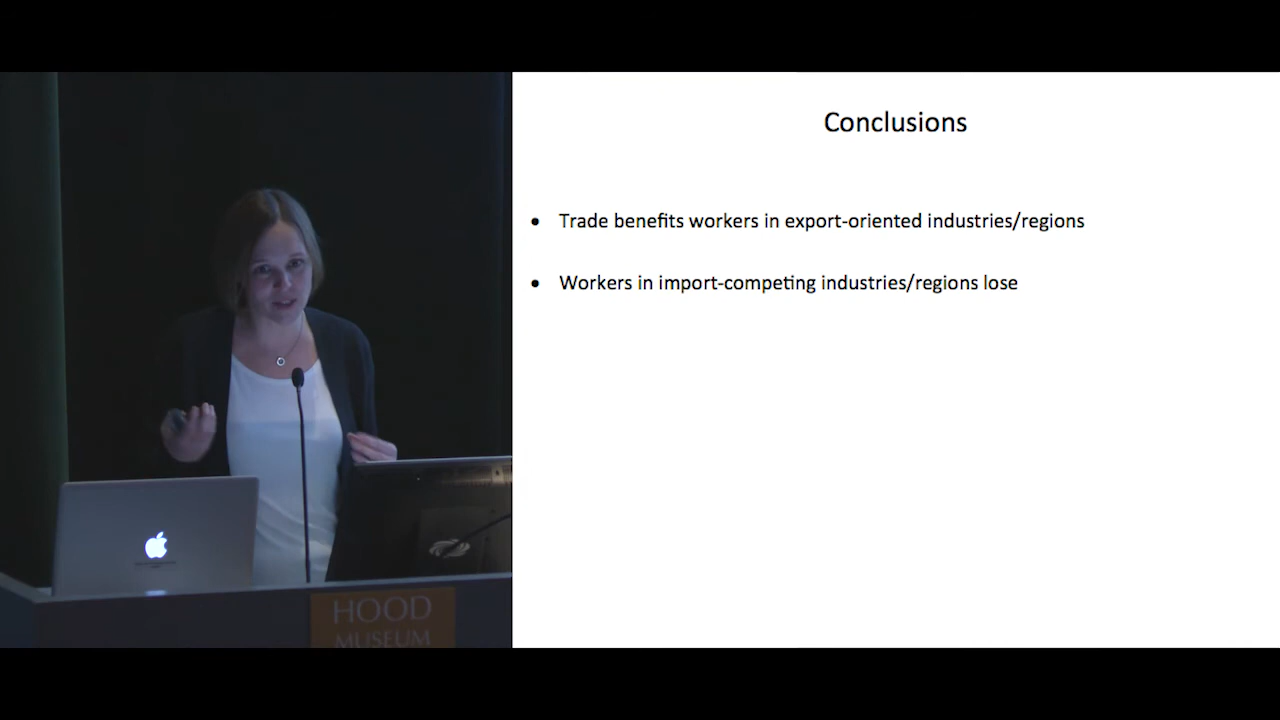 Conclusions
• Trade benefits workers in export-oriented industries/regions
• Workers in import-competing industries/regions lose
HOOD
MUSEUM